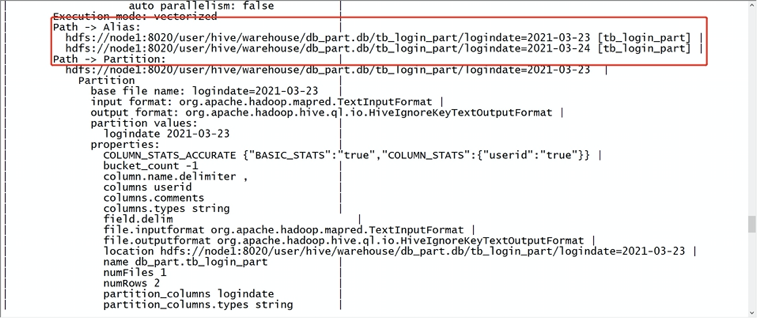 auto parallelism: false |
| Execution mode: vectorized |
| Path -> Alias: |
| hdfs://node1:8020/user/hive/warehouse/db_part.db/tb_login_part/logindate=2021-03-23 [tb_login_part] |
| hdfs://node1:8020/user/hive/warehouse/db_part.db/tb_login_part/logindate=2021-03-24 [tb_login_part] |
| Path -> Partition: |
| hdfs://node1:8020/user/hive/warehouse/db_part.db/tb_login_part/logindate=2021-03-23 |
| Partition |
| base file name: logindate=2021-03-23 |
| input format: org.apache.hadoop.mapred.TextInputFormat |
| output format: org.apache.hadoop.hive.ql.io.HiveIgnoreKeyTextOutputFormat |
| partition values: |
| logindate 2021-03-23 |
| properties: |
| COLUMN_STATS_ACCURATE {"BASIC_STATS":"true","COLUMN_STATS":{"userid":"true"}} |
| bucket_count -1 |
| column.name.delimiter , |
| columns userid |
| columns.comments |
| columns.types string |
| field.delim |
| file.inputformat org.apache.hadoop.mapred.TextInputFormat |
| file.outputformat org.apache.hadoop.hive.ql.io.HiveIgnoreKeyTextOutputFormat |
| location hdfs://node1:8020/user/hive/warehouse/db_part.db/tb_login_part/logindate=2021-03-23 |
| name db_part.tb_login_part |
| numFiles 1 |
| numRows 2 |
| partition_columns logindate |
| partition_columns.types string |